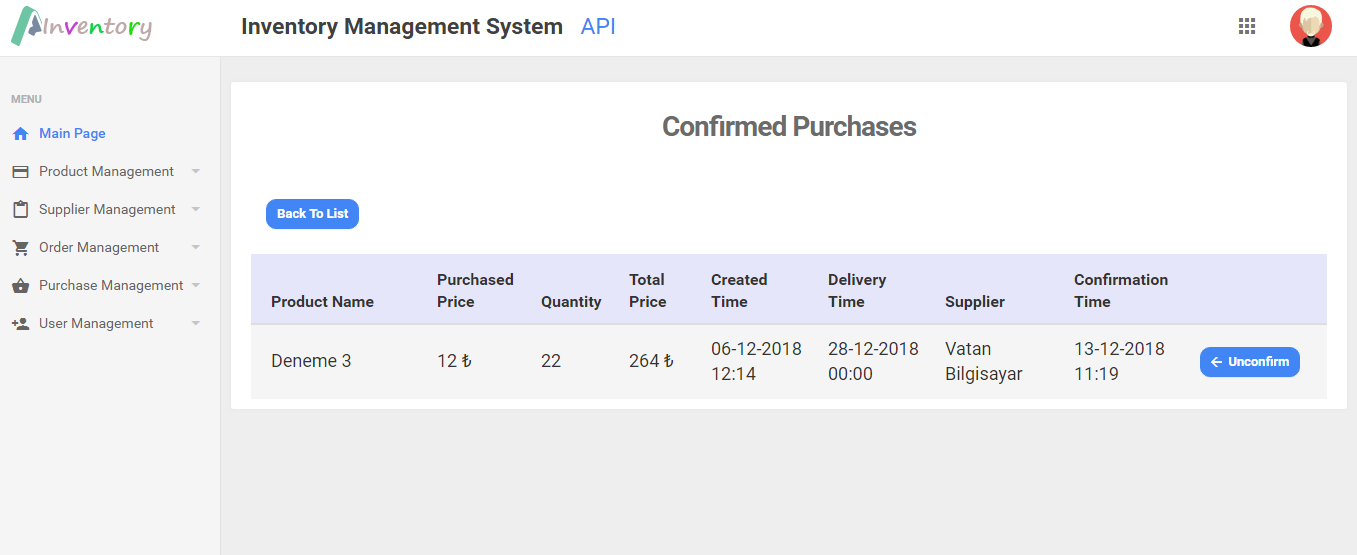 AInventory
Inventory Management System API
MENU
Main Page
Product Management
Supplier Management
Order Management
Purchase Management
User Management
Confirmed Purchases
Back To List
Product Name
Purchased
Price
Quantity
Total
Price
Created
Time
Delivery
Time
Supplier
Confirmation
Time
Deneme 3
12 ₺
22
264 ₺
06-12-2018
12:14
28-12-2018
00:00
Vatan
Bilgisayar
13-12-2018
11:19
Unconfirm